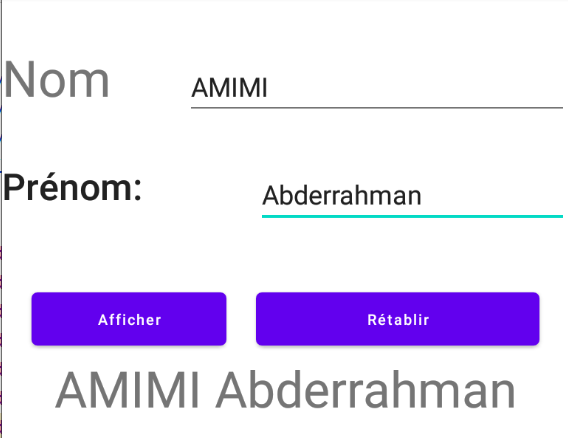 Nom AMIMI
Prénom: Abderrahman
Afficher Rétablir
AMIMI Abderrahman